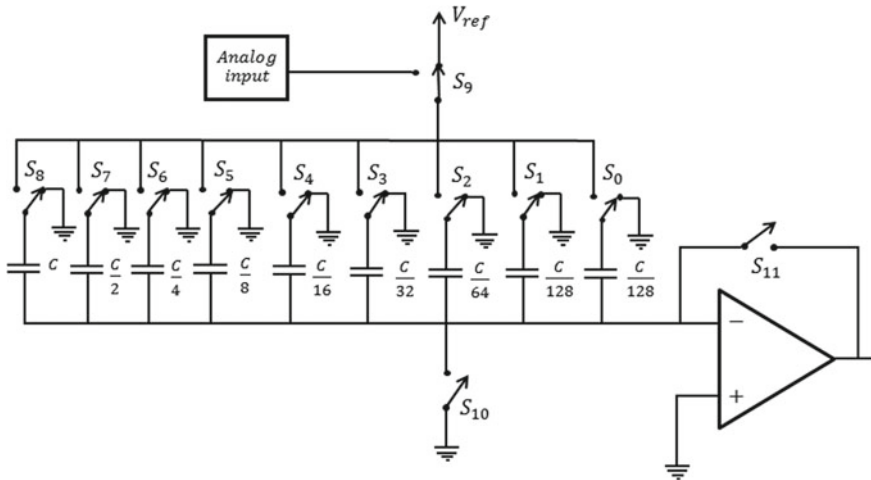 V_ref
Analog
input
S_9
S_8 S_7 S_6 S_5 S_4 S_3 S_2 S_1 S_0
C C/2 C/4 C/8 C/16 C/32 C/64 C/128 C/128
S_11
−
+
S_10